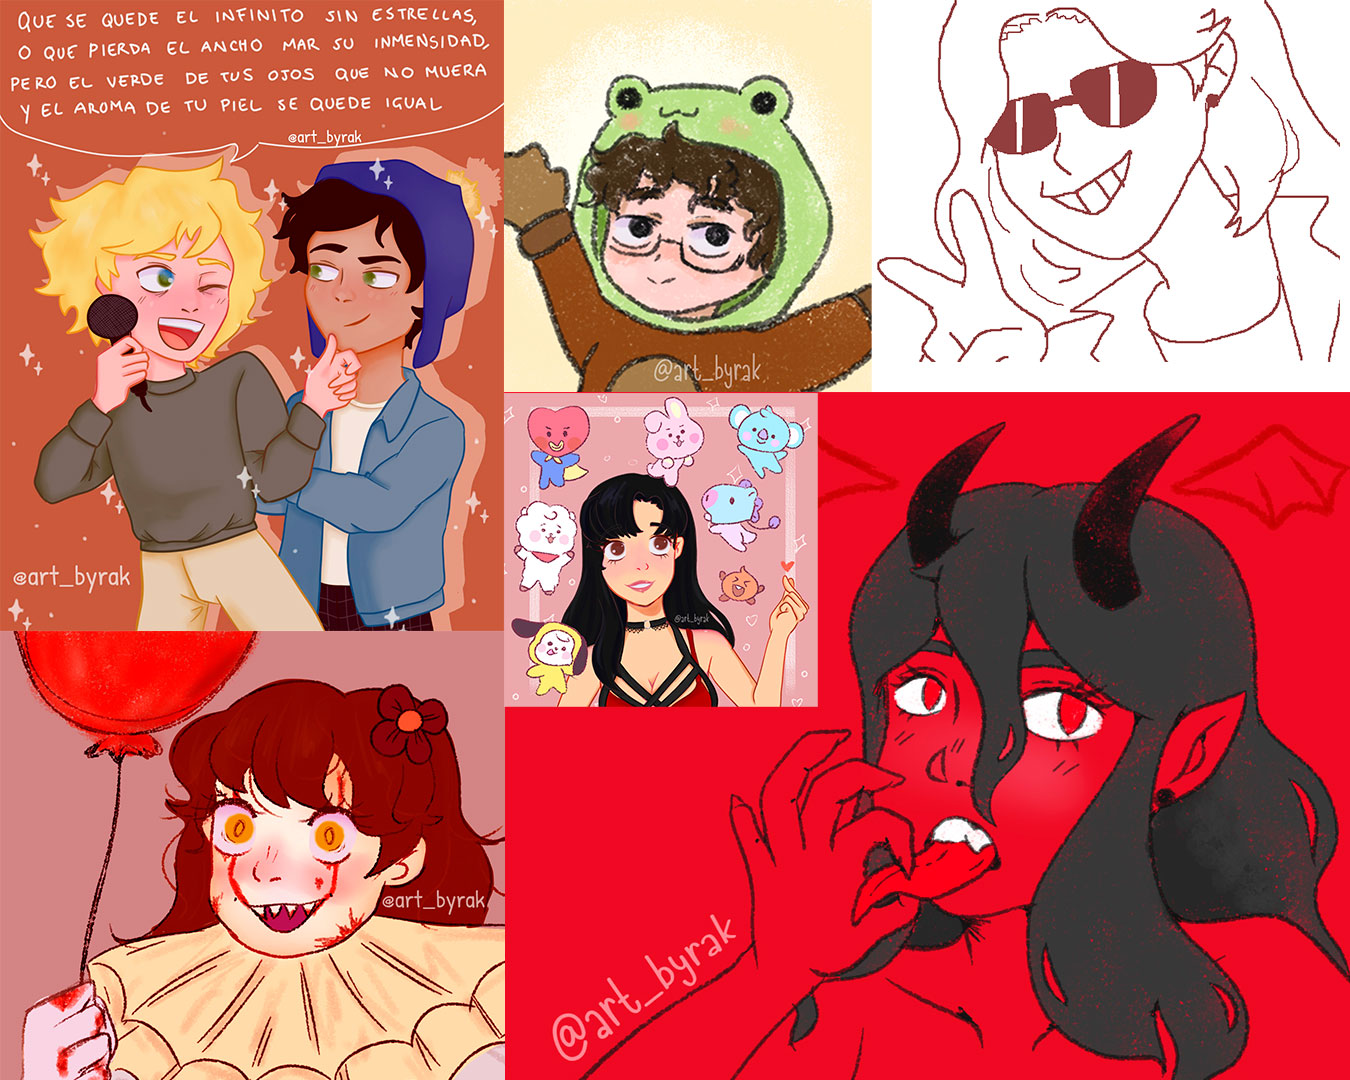 QUE SE QUEDE EL INFINITO SIN ESTRELLAS,
O QUE PIERDA EL ANCHO MAR SU INMENSIDAD,
PERO EL VERDE DE TUS OJOS QUE NO MUERA
Y EL AROMA DE TU PIEL SE QUEDE IGUAL
@art_byrak
@art_byrak
@art_byrak
@art_byrak
@art_byrak
@art_byrak